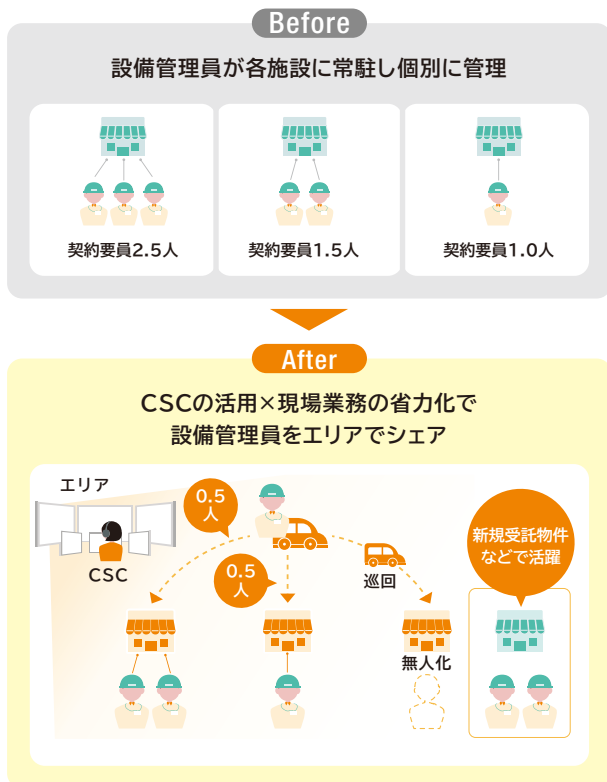 Before
設備管理員が各施設に常駐し個別に管理
契約要員2.5人
契約要員1.5人
契約要員1.0人
After
CSCの活用×現場業務の省力化で
設備管理員をエリアでシェア
エリア
CSC
0.5
人
0.5
人
巡回
無人化
新規受託物件
などで活躍